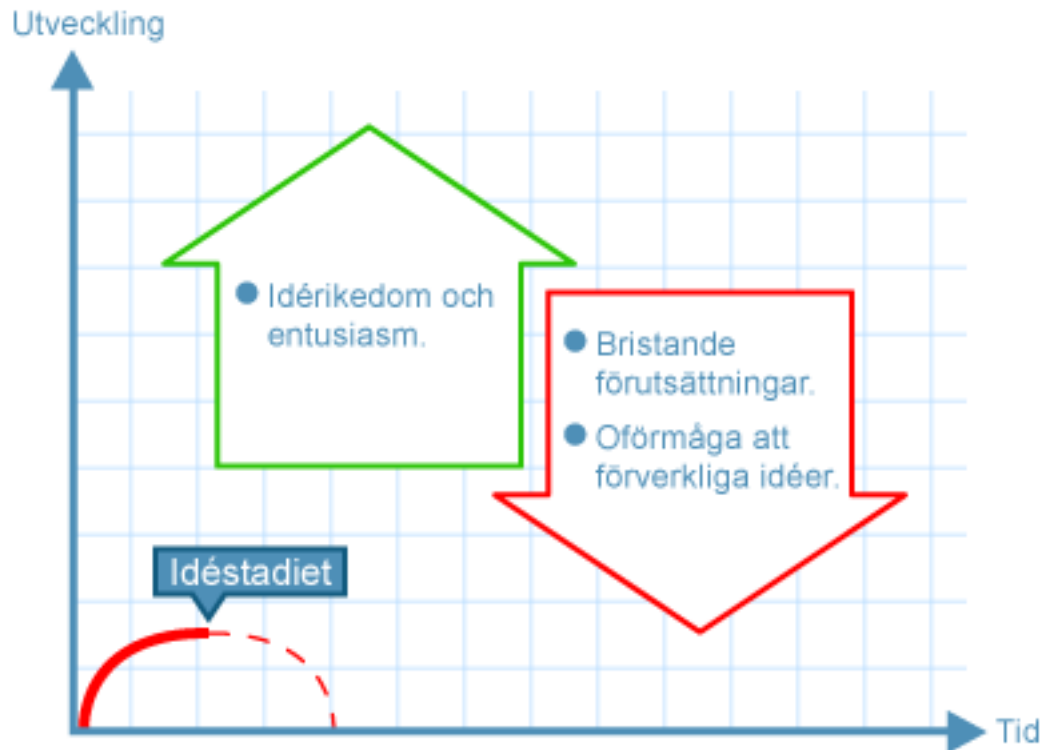 Utveckling
Idérikedom och
entusiasm.
Bristande
förutsättningar.
Oförmåga att
förverkliga idéer.
Idéstadiet
Tid